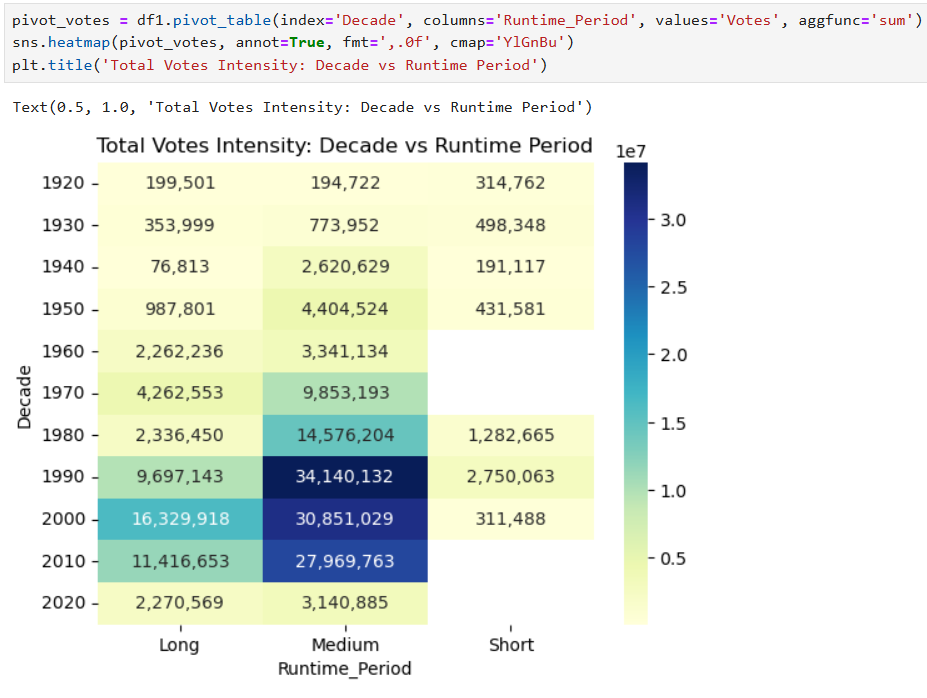 pivot_votes = df1.pivot_table(index='Decade', columns='Runtime_Period', values='Votes', aggfunc='sum')
sns.heatmap(pivot_votes, annot=True, fmt=',.0f', cmap='YlGnBu')
plt.title('Total Votes Intensity: Decade vs Runtime Period')
Text(0.5, 1.0, 'Total Votes Intensity: Decade vs Runtime Period')
Total Votes Intensity: Decade vs Runtime Period
1e7
1920 199,501 194,722 314,762
1930 353,999 773,952 498,348
3.0
1940 76,813 2,620,629 191,117
2.5
1950 987,801 4,404,524 431,581
1960 2,262,236 3,341,134
2.0
Decade
1970 4,262,553 9,853,193
1980 2,336,450 14,576,204 1,282,665
1.5
1990 9,697,143 34,140,132 2,750,063
1.0
2000 16,329,918 30,851,029 311,488
2010 11,416,653 27,969,763
0.5
2020 2,270,569 3,140,885
Long Medium Short
Runtime_Period